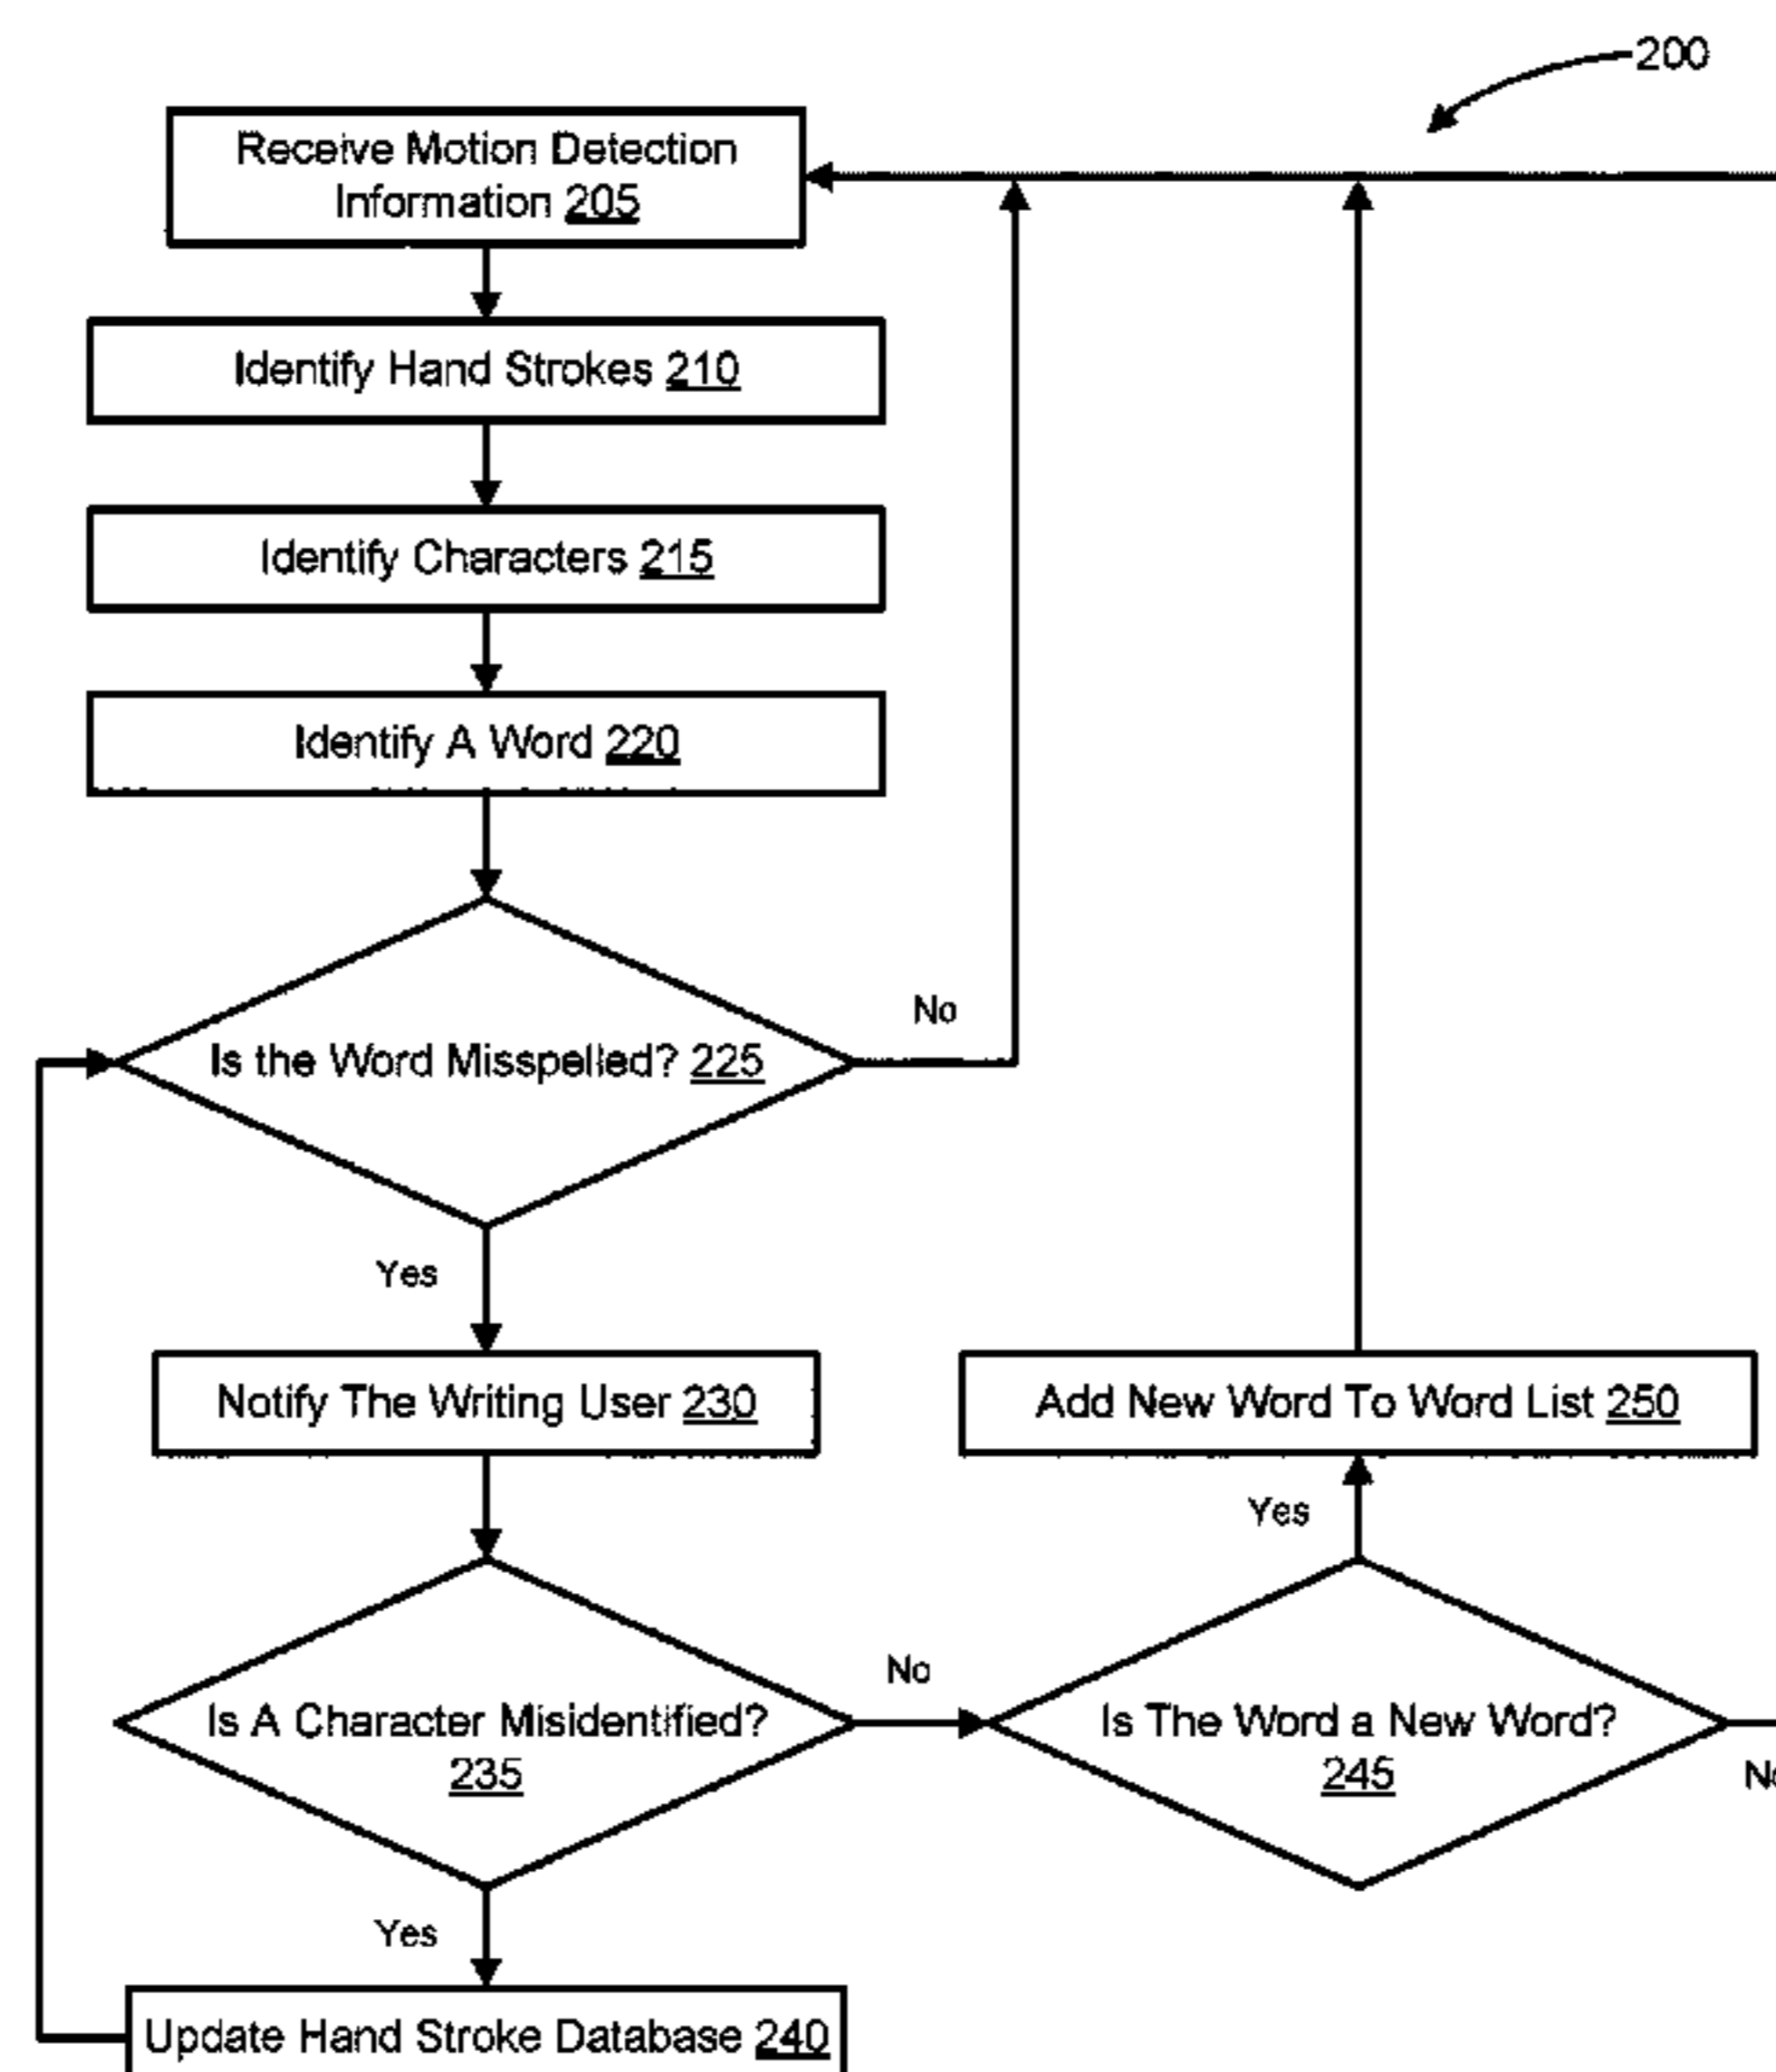 200
Receive Motion Detection
Information 205
Identify Hand Strokes 210
Identify Characters 215
Identify A Word 220
No
Is the Word Misspelled? 225
Yes
Notify The Writing User 230
Add New Word To Word List 250
Yes
No
Is A Character Misidentified?
235
Is The Word a New Word?
245
Yes
Update Hand Stroke Database 240